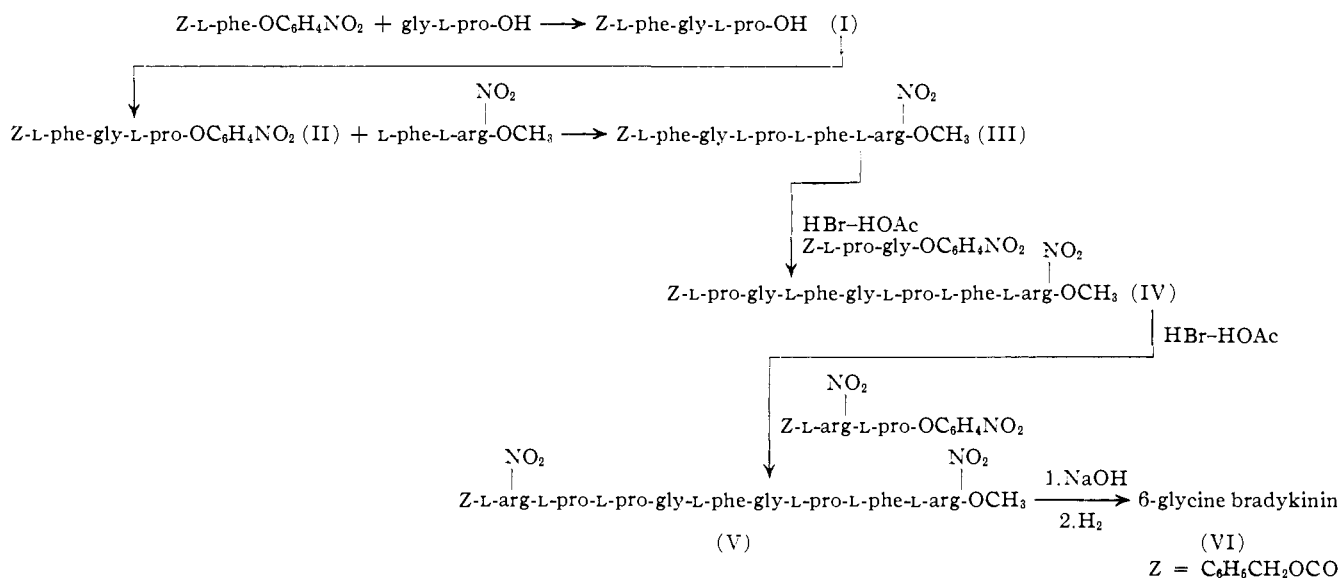 Z-L-phe-OC₆H₄NO₂ + gly-L-pro-OH → Z-L-phe-gly-L-pro-OH (I)
NO₂
NO₂
Z-L-phe-gly-L-pro-OC₆H₄NO₂ (II) + L-phe-L-arg-OCH₃ → Z-L-phe-gly-L-pro-L-phe-L-arg-OCH₃ (III)
HBr–HOAc
Z-L-pro-gly-OC₆H₄NO₂
NO₂
Z-L-pro-gly-L-phe-gly-L-pro-L-phe-L-arg-OCH₃ (IV)
HBr–HOAc
NO₂
Z-L-arg-L-pro-OC₆H₄NO₂
NO₂
NO₂
Z-L-arg-L-pro-L-pro-gly-L-phe-gly-L-pro-L-phe-L-arg-OCH₃ 1.NaOH 2.H₂ → 6-glycine bradykinin
(V)
(VI)
Z = C₆H₅CH₂OCO